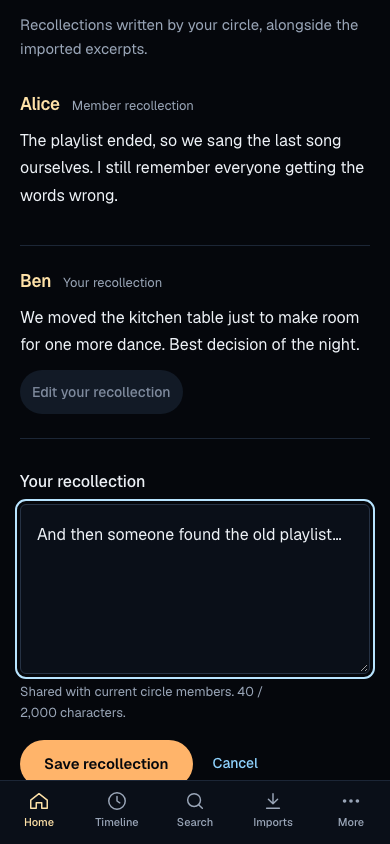 Recollections written by your circle, alongside the
imported excerpts.
Alice Member recollection
The playlist ended, so we sang the last song
ourselves. I still remember everyone getting the
words wrong.
Ben Your recollection
We moved the kitchen table just to make room
for one more dance. Best decision of the night.
Edit your recollection
Your recollection
And then someone found the old playlist…
Shared with current circle members. 40 /
2,000 characters.
Save recollection Cancel
Home Timeline Search Imports More